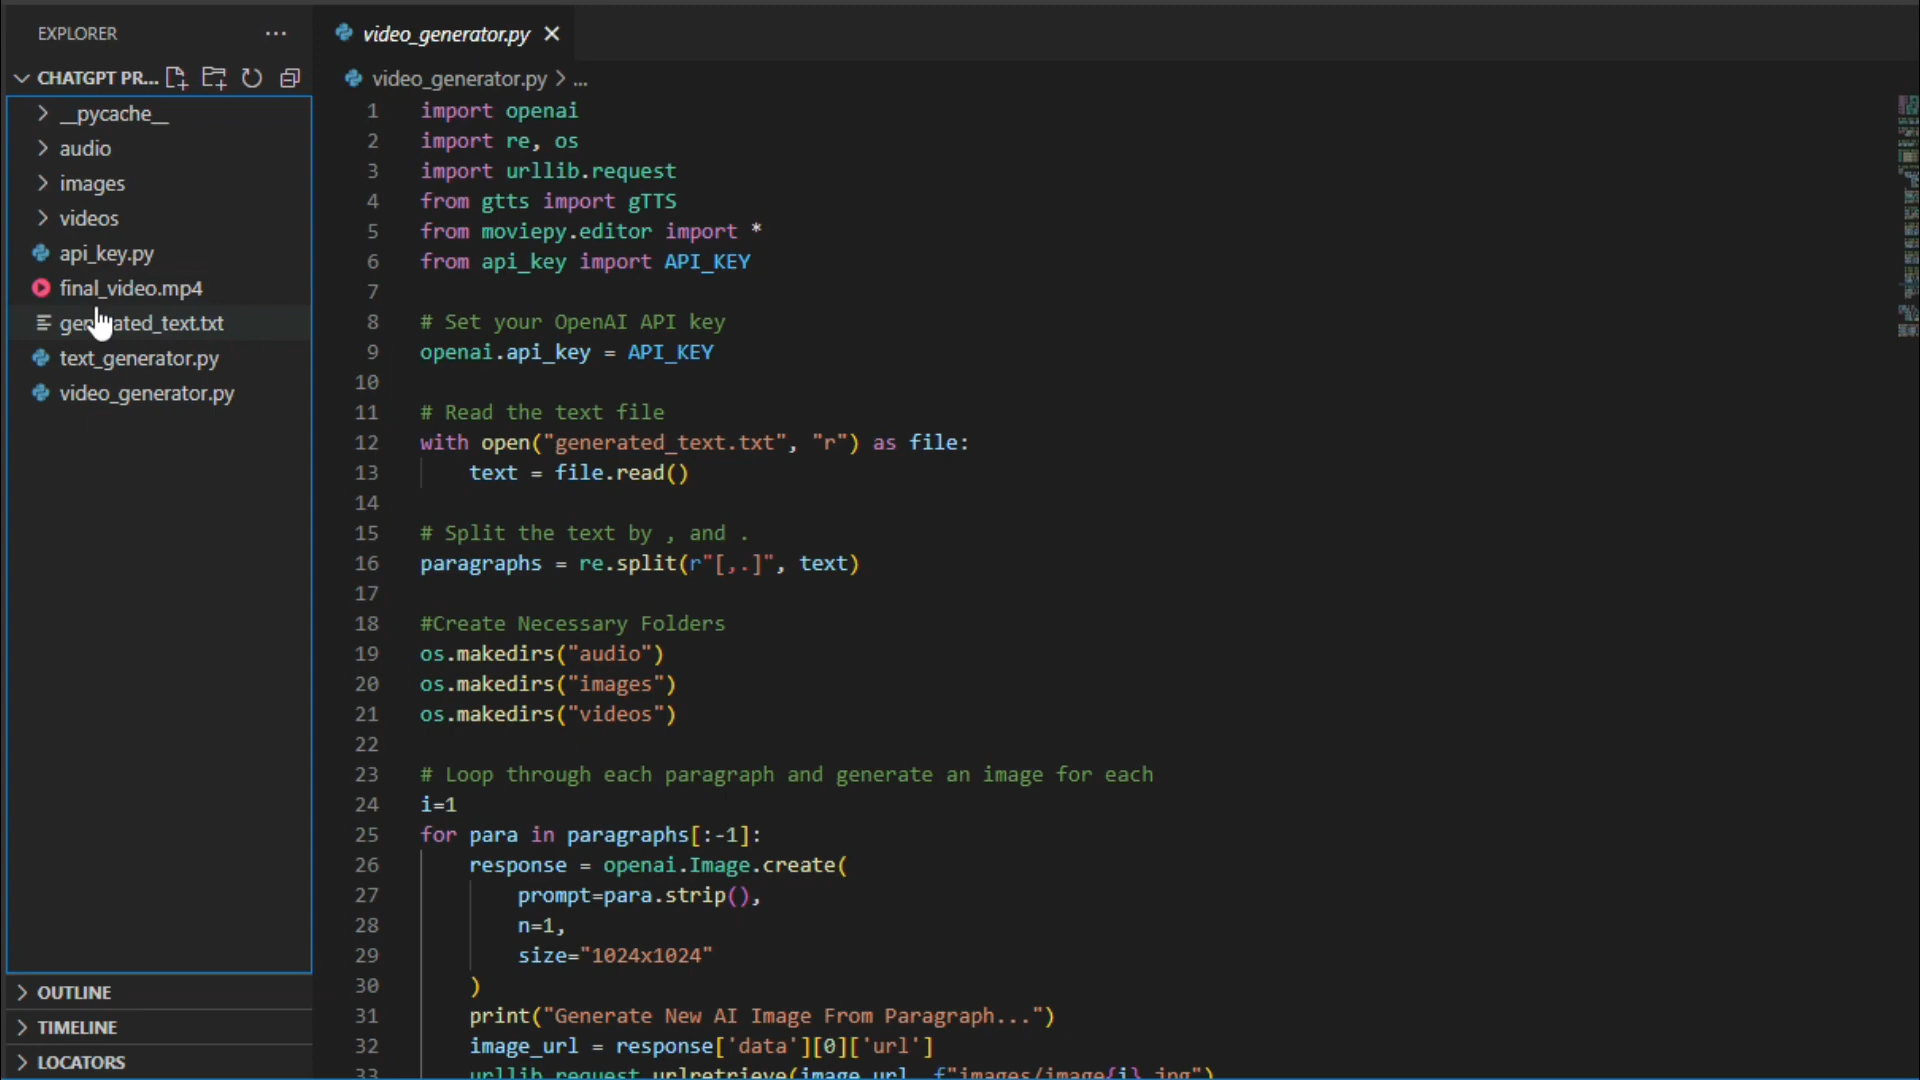 EXPLORER
CHATGPT PR...
__pycache__
audio
images
videos
api_key.py
final_video.mp4
text_generator.py
video_generator.py
OUTLINE
TIMELINE
LOCATORS
video_generator.py
video_generator.py > ...
1 import openai
2 import re, os
3 import urllib.request
4 from gtts import gTTS
5 from moviepy.editor import *
6 from api_key import API_KEY
7
8 # Set your OpenAI API key
9 openai.api_key = API_KEY
10
11 # Read the text file
12 with open("generated_text.txt", "r") as file:
13 text = file.read()
14
15 # Split the text by , and .
16 paragraphs = re.split(r"[,.]", text)
17
18 #Create Necessary Folders
19 os.makedirs("audio")
20 os.makedirs("images")
21 os.makedirs("videos")
22
23 # Loop through each paragraph and generate an image for each
24 i=1
25 for para in paragraphs[:-1]:
26 response = openai.Image.create(
27 prompt=para.strip(),
28 n=1,
29 size="1024x1024"
30 )
31 print("Generate New AI Image From Paragraph...")
32 image_url = response['data'][0]['url']
33 urllib.request.urlretrieve(image_url, f"images/image{i}.jpg")